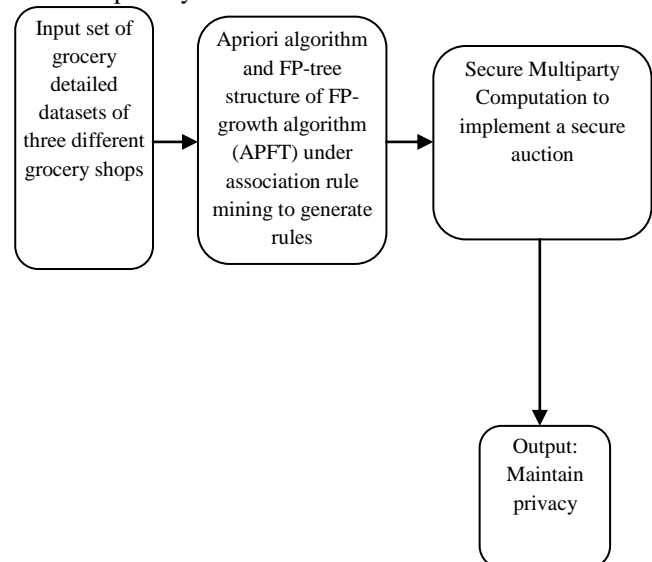 Input set of
grocery
detailed
datasets of
three different
grocery shops
Apriori algorithm
and FP-tree
structure of FP-
growth algorithm
(APFT) under
association rule
mining to generate
rules
Secure Multiparty
Computation to
implement a secure
auction
Output:
Maintain
privacy